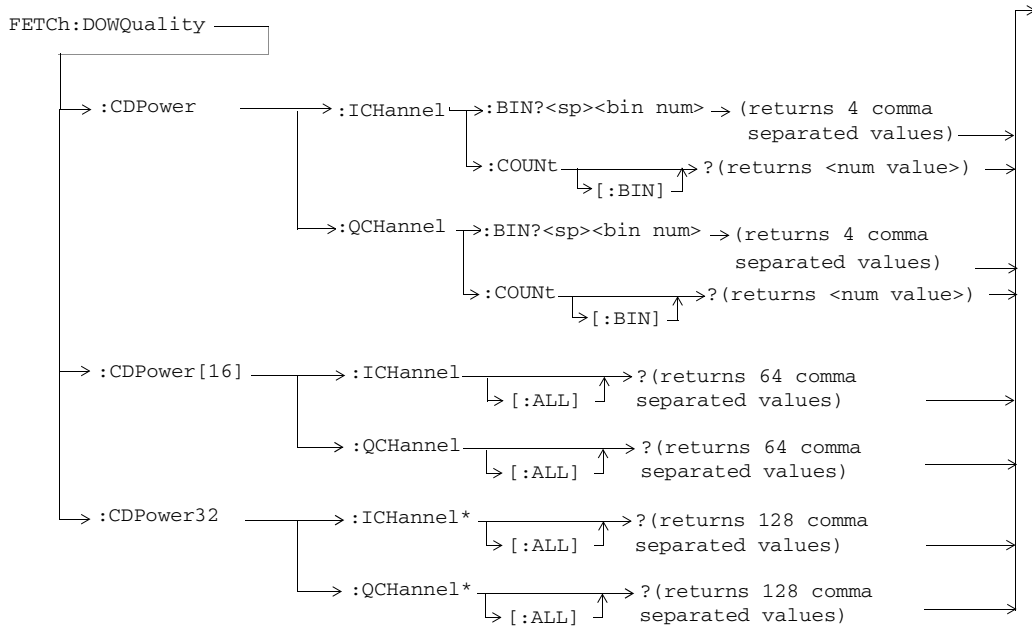 FETCh:DOWQuality
:CDPower
:ICHannel
:BIN?<sp><bin num>
(returns 4 comma
separated values)
:COUNt
[:BIN]
?(returns <num value>)
:QCHannel
:BIN?<sp><bin num>
(returns 4 comma
separated values)
:COUNt
[:BIN]
?(returns <num value>)
:CDPower[16]
:ICHannel
[:ALL]
?(returns 64 comma
separated values)
:QCHannel
[:ALL]
?(returns 64 comma
separated values)
:CDPower32
:ICHannel*
[:ALL]
?(returns 128 comma
separated values)
:QCHannel*
[:ALL]
?(returns 128 comma
separated values)